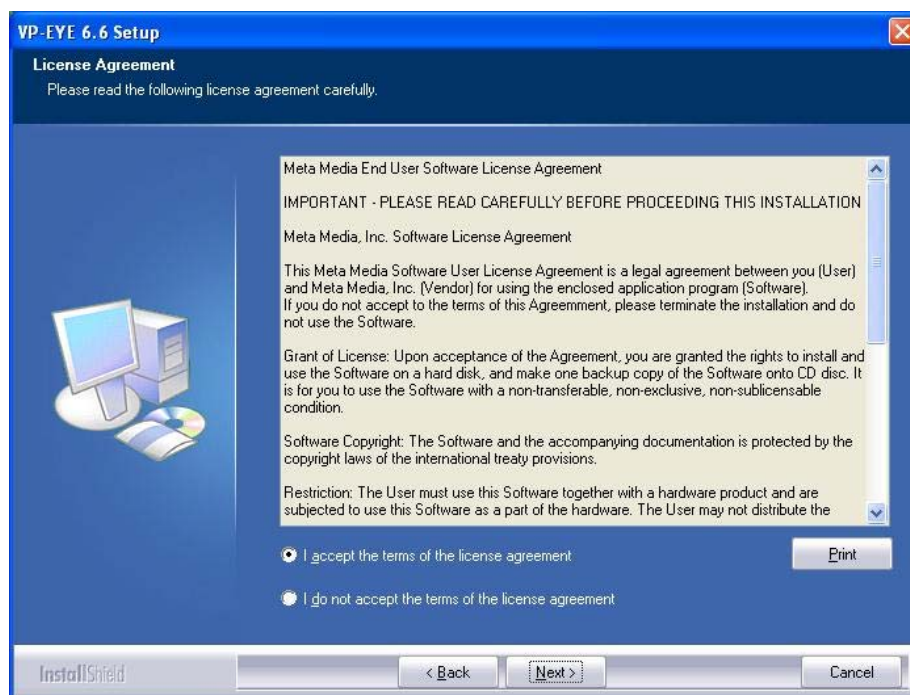 VP-EYE 6.6 Setup
License Agreement
Please read the following license agreement carefully.
Meta Media End User Software License Agreement
IMPORTANT - PLEASE READ CAREFULLY BEFORE PROCEEDING THIS INSTALLATION
Meta Media, Inc. Software License Agreement
This Meta Media Software User License Agreement is a legal agreement between you (User)
and Meta Media, Inc. (Vendor) for using the enclosed application program (Software).
If you do not accept to the terms of this Agreemment, please terminate the installation and do
not use the Software.
Grant of License: Upon acceptance of the Agreement, you are granted the rights to install and
use the Software on a hard disk, and make one backup copy of the Software onto CD disc. It
is for you to use the Software with a non-transferable, non-exclusive, non-sublicensable
condition.
Software Copyright: The Software and the accompanying documentation is protected by the
copyright laws of the international treaty provisions.
Restriction: The User must use this Software together with a hardware product and are
subjected to use this Software as a part of the hardware. The User may not distribute the
I accept the terms of the license agreement
Print
I do not accept the terms of the license agreement
InstallShield
< Back
Next >
Cancel